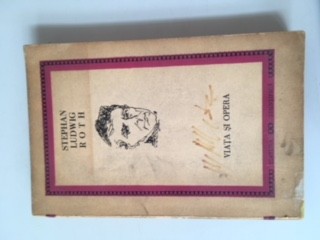 STEPHAN
LUDWIG
ROTH
VIAȚA ȘI OPERA